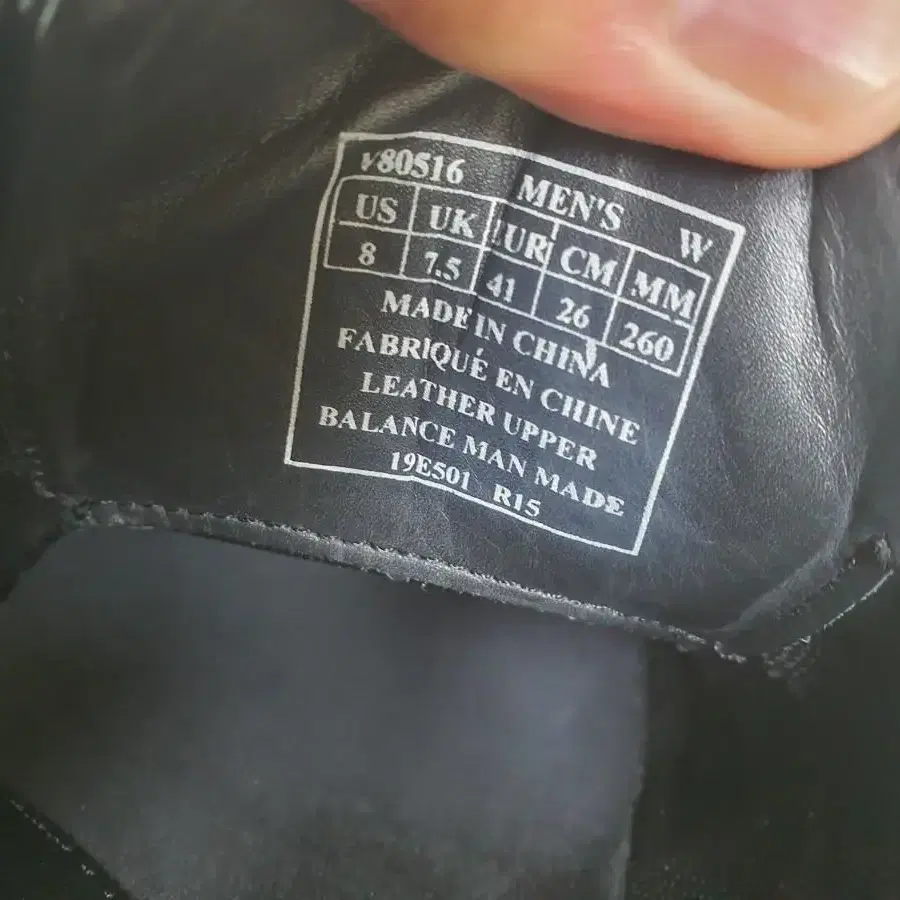 V80516 MEN'S W
US UK EUR CM MM
8 7.5 41 26 260
MADE IN CHINA
FABRIQUÉ EN CHINE
LEATHER UPPER
BALANCE MAN MADE
19E501 R15